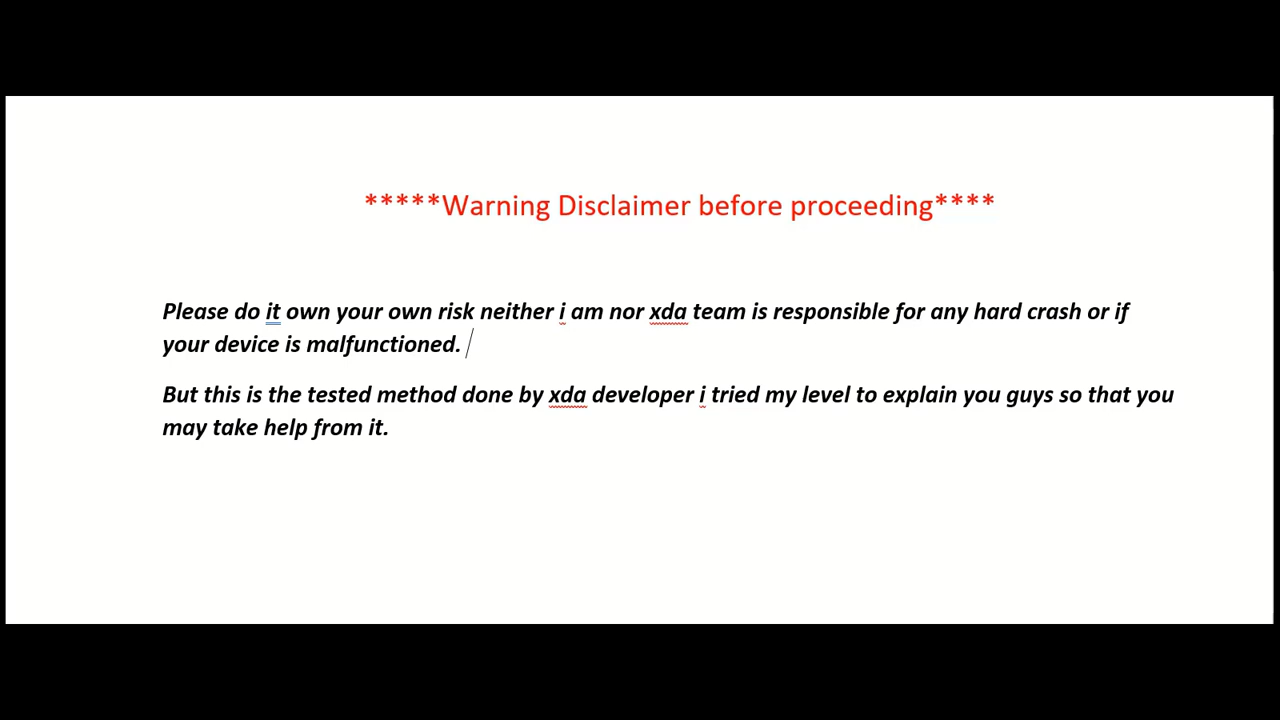 *****Warning Disclaimer before proceeding****
Please do it own your own risk neither i am nor xda team is responsible for any hard crash or if
your device is malfunctioned.
But this is the tested method done by xda developer i tried my level to explain you guys so that you
may take help from it.